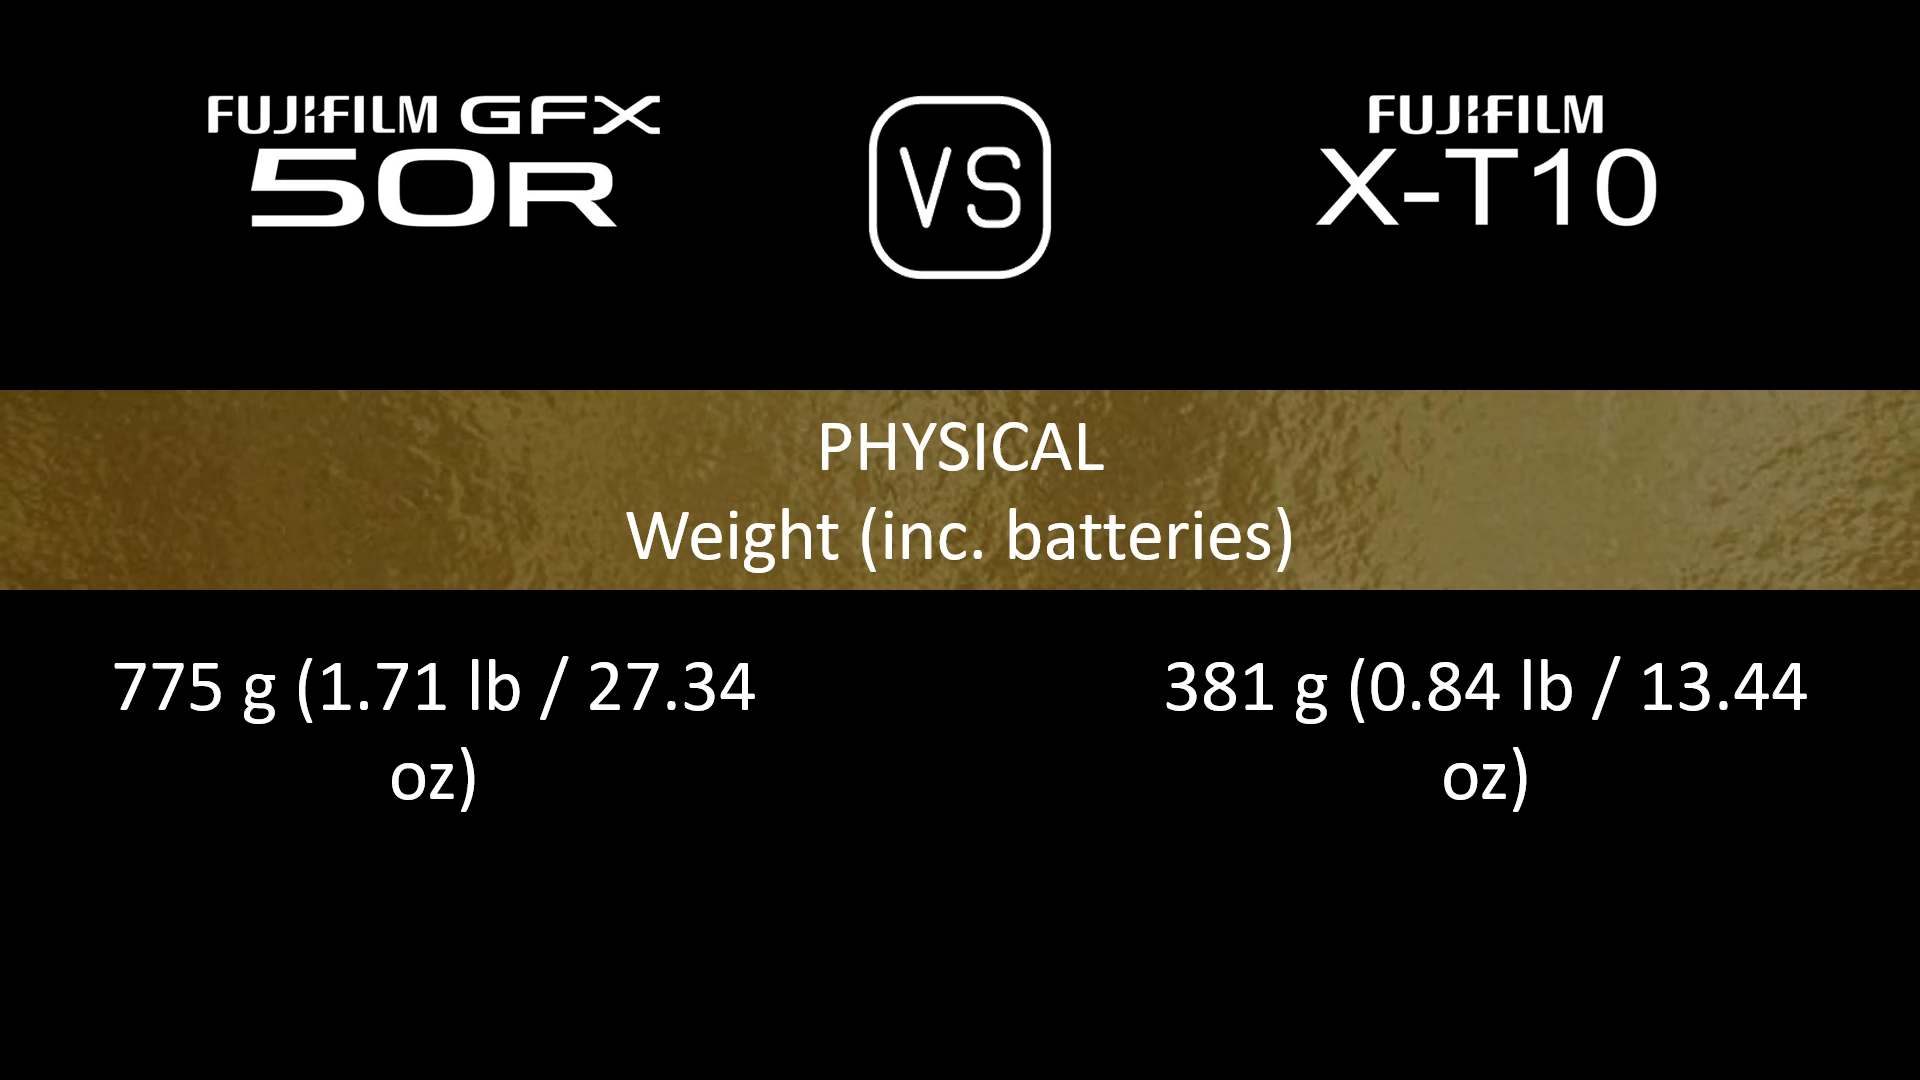 FUJIFILM GFX
50R
VS
FUJIFILM
X-T10
PHYSICAL
Weight (inc. batteries)
775 g (1.71 lb / 27.34
oz)
381 g (0.84 lb / 13.44
oz)